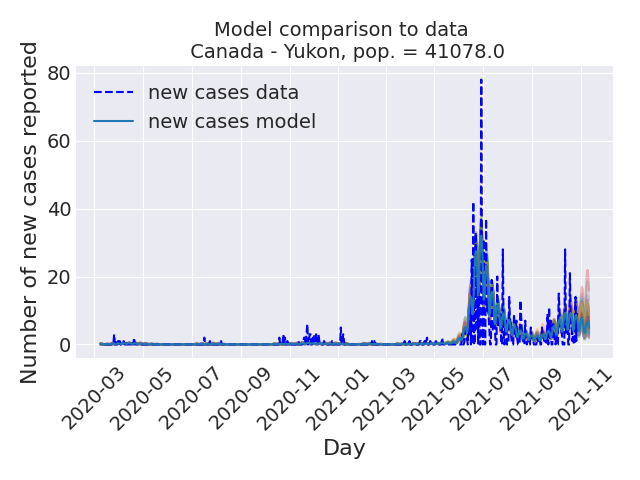 Model comparison to data
Canada - Yukon, pop. = 41078.0
Number of new cases reported
80
60
40
20
0
new cases data
new cases model
2020-03
2020-05
2020-07
2020-09
2020-11
2021-01
2021-03
2021-05
2021-07
2021-09
2021-11
Day